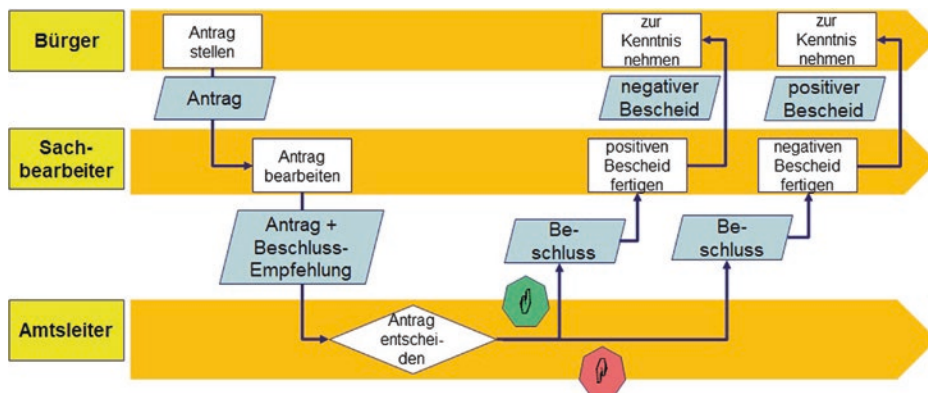 Bürger
Antrag
stellen
zur
Kenntnis
nehmen
zur
Kenntnis
nehmen
Antrag
negativer
Bescheid
positiver
Bescheid
Sach-
bearbeiter
Antrag
bearbeiten
positiven
Bescheid
fertigen
negativen
Bescheid
fertigen
Antrag +
Beschluss-
Empfehlung
Be-
schluss
Be-
schluss
Amtsleiter
Antrag
entschei-
den